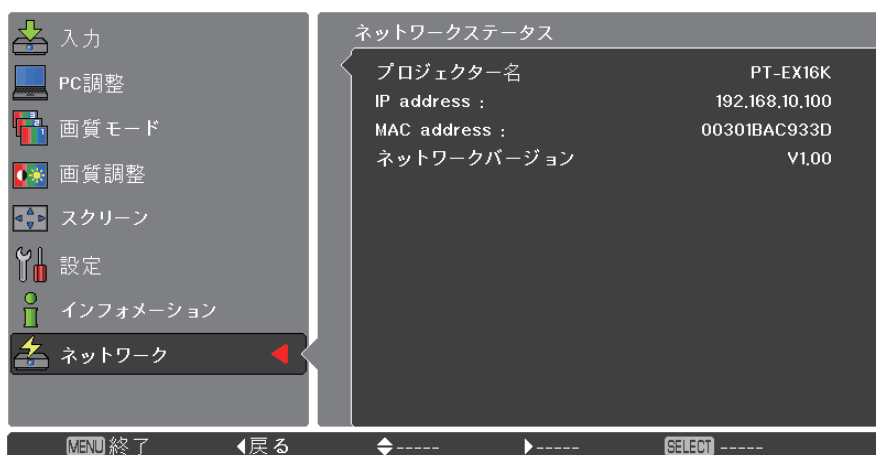 入力
PC調整
画質モード
画質調整
スクリーン
設定
インフォメーション
ネットワーク
ネットワークステータス
プロジェクター名 PT-EX16K
IP address : 192.168.10.100
MAC address : 00301BAC933D
ネットワークバージョン V1.00
MENU 終了 ◀戻る ◆----- ▶----- SELECT -----